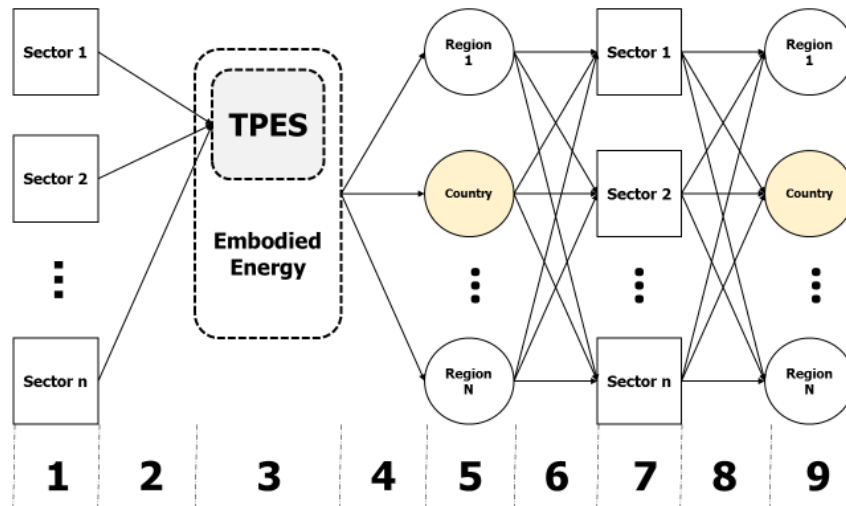 Sector 1
Sector 2
Sector n
TPES
Embodied
Energy
Region
1
Country
Region
N
Sector 1
Sector 2
Sector n
Region
1
Country
Region
N
1 2 3 4 5 6 7 8 9